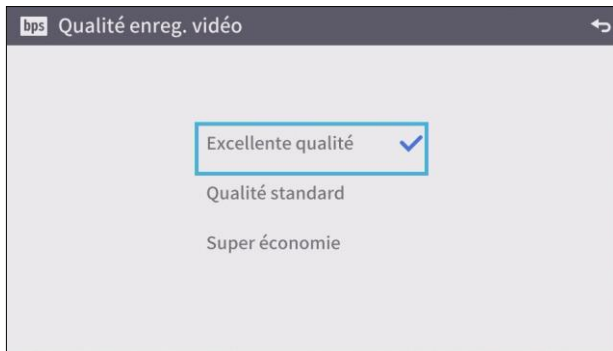 bps Qualité enreg. vidéo
Excellente qualité
Qualité standard
Super économie